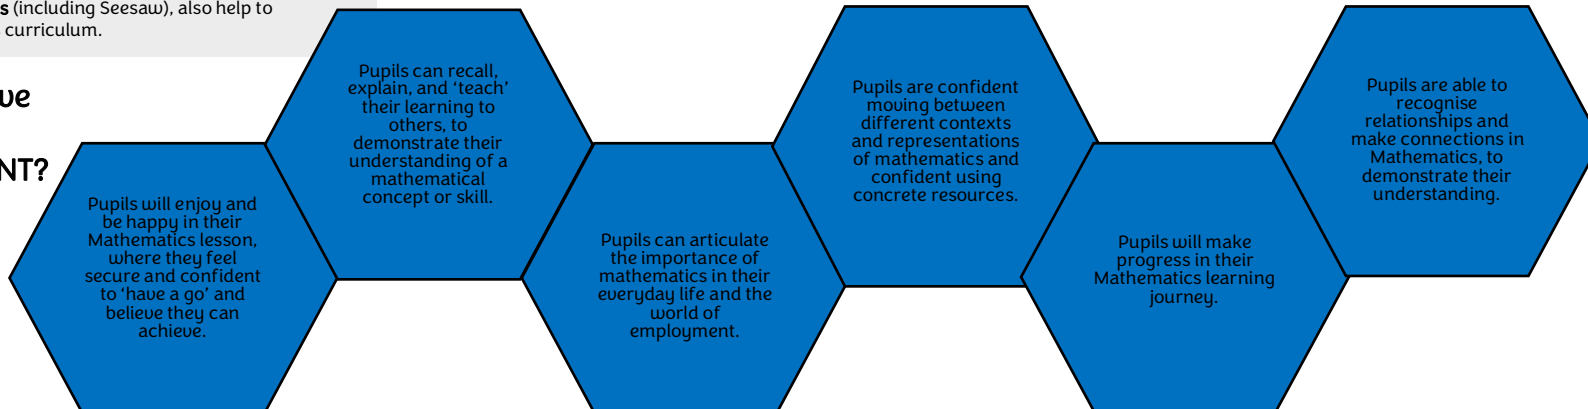 s (including Seesaw), also help to
curriculum.
ve
NT?
Pupils will enjoy and
be happy in their
Mathematics lesson,
where they feel
secure and confident
to ‘have a go’ and
believe they can
achieve.
Pupils can recall,
explain, and ‘teach’
their learning to
others, to
demonstrate their
understanding of a
mathematical
concept or skill.
Pupils can articulate
the importance of
mathematics in their
everyday life and the
world of
employment.
Pupils are confident
moving between
different contexts
and representations
of mathematics and
confident using
concrete resources.
Pupils will make
progress in their
Mathematics learning
journey.
Pupils are able to
recognise
relationships and
make connections in
Mathematics, to
demonstrate their
understanding.